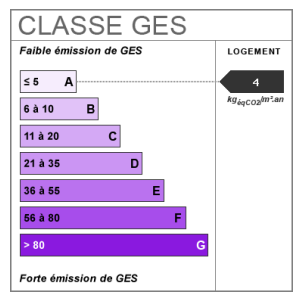 CLASSE GES
Faible émission de GES
LOGEMENT
≤ 5 A
4
kgéqCO2/m².an
6 à 10 B
11 à 20 C
21 à 35 D
36 à 55 E
56 à 80 F
> 80 G
Forte émission de GES